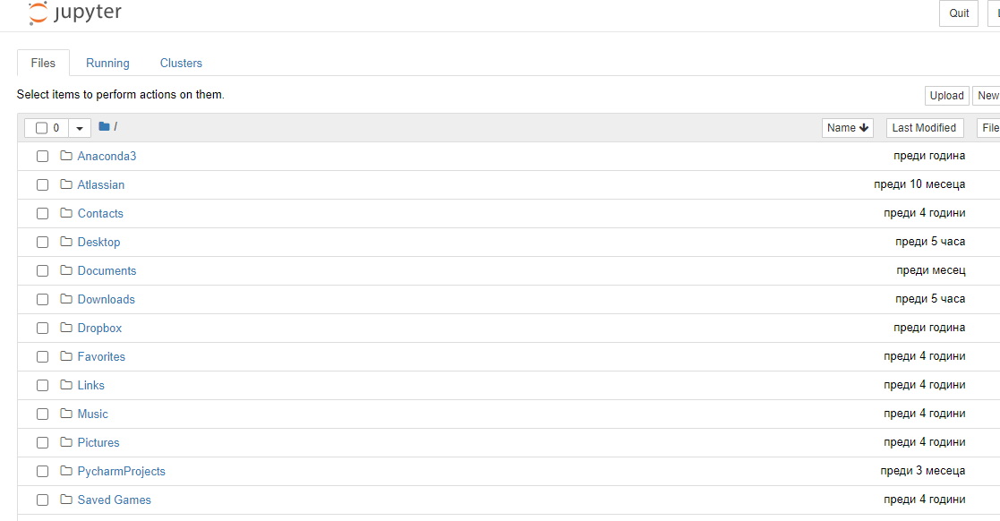 jupyter Quit
Files Running Clusters
Select items to perform actions on them. Upload New
0 / Name Last Modified File
Anaconda3 преди година
Atlassian преди 10 месеца
Contacts преди 4 години
Desktop преди 5 часа
Documents преди месец
Downloads преди 5 часа
Dropbox преди година
Favorites преди 4 години
Links преди 4 години
Music преди 4 години
Pictures преди 4 години
PycharmProjects преди 3 месеца
Saved Games преди 4 години